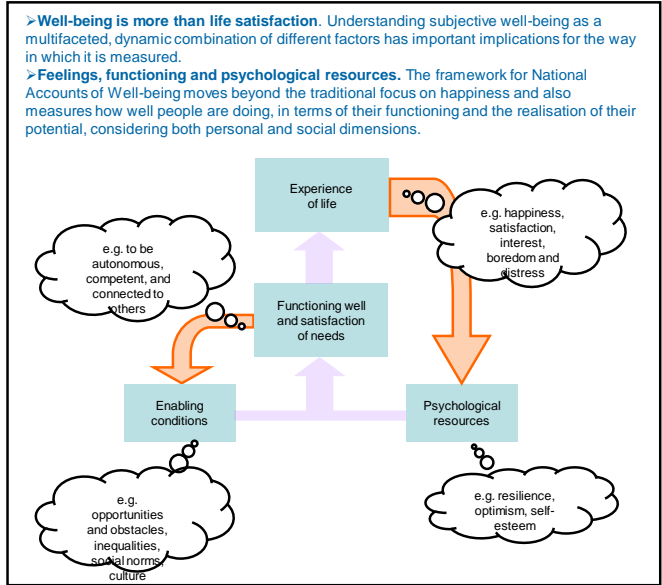 ➢Well-being is more than life satisfaction. Understanding subjective well-being as a
multifaceted, dynamic combination of different factors has important implications for the way
in which it is measured.
➢Feelings, functioning and psychological resources. The framework for National
Accounts of Well-being moves beyond the traditional focus on happiness and also
measures how well people are doing, in terms of their functioning and the realisation of their
potential, considering both personal and social dimensions.
Experience
of life
e.g. happiness,
satisfaction,
interest,
boredom and
distress
e.g. to be
autonomous,
competent, and
connected to
others
Functioning well
and satisfaction
of needs
Enabling
conditions
Psychological
resources
e.g.
opportunities
and obstacles,
inequalities,
social norms,
culture
e.g. resilience,
optimism, self-
esteem